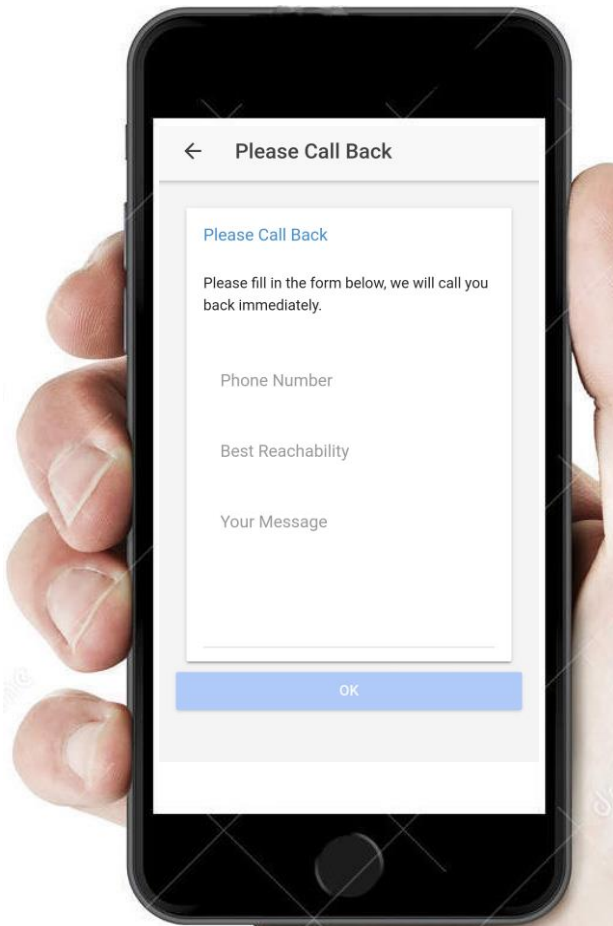 Please Call Back
Please Call Back
Please fill in the form below, we will call you
back immediately.
Phone Number
Best Reachability
Your Message
OK